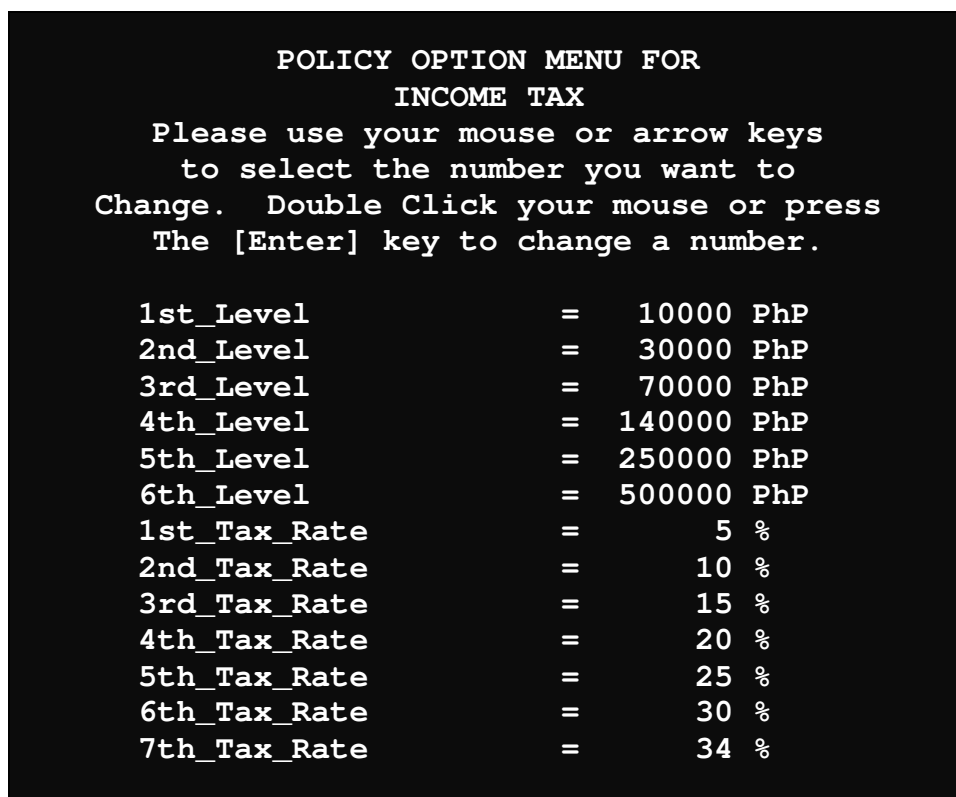 POLICY OPTION MENU FOR
INCOME TAX
Please use your mouse or arrow keys
to select the number you want to
Change.  Double Click your mouse or press
The [Enter] key to change a number.
1st_Level = 10000 PhP
2nd_Level = 30000 PhP
3rd_Level = 70000 PhP
4th_Level = 140000 PhP
5th_Level = 250000 PhP
6th_Level = 500000 PhP
1st_Tax_Rate = 5 %
2nd_Tax_Rate = 10 %
3rd_Tax_Rate = 15 %
4th_Tax_Rate = 20 %
5th_Tax_Rate = 25 %
6th_Tax_Rate = 30 %
7th_Tax_Rate = 34 %